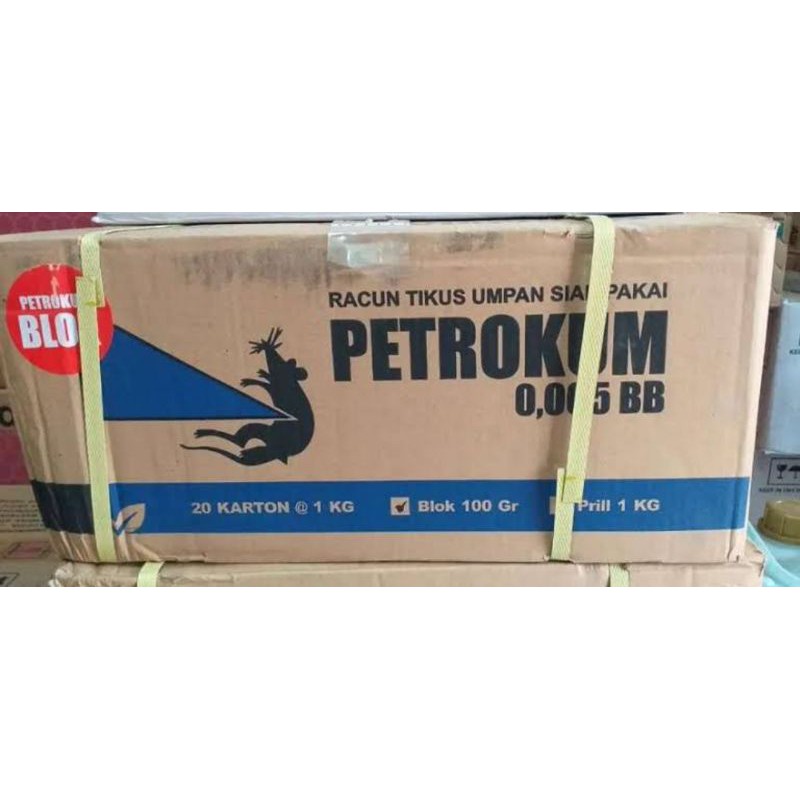 PETROKUM
BLOK
RACUN TIKUS UMPAN SIAP PAKAI
PETROKUM
0,005 BB
20 KARTON @ 1 KG
Blok 100 Gr
Prill 1 KG